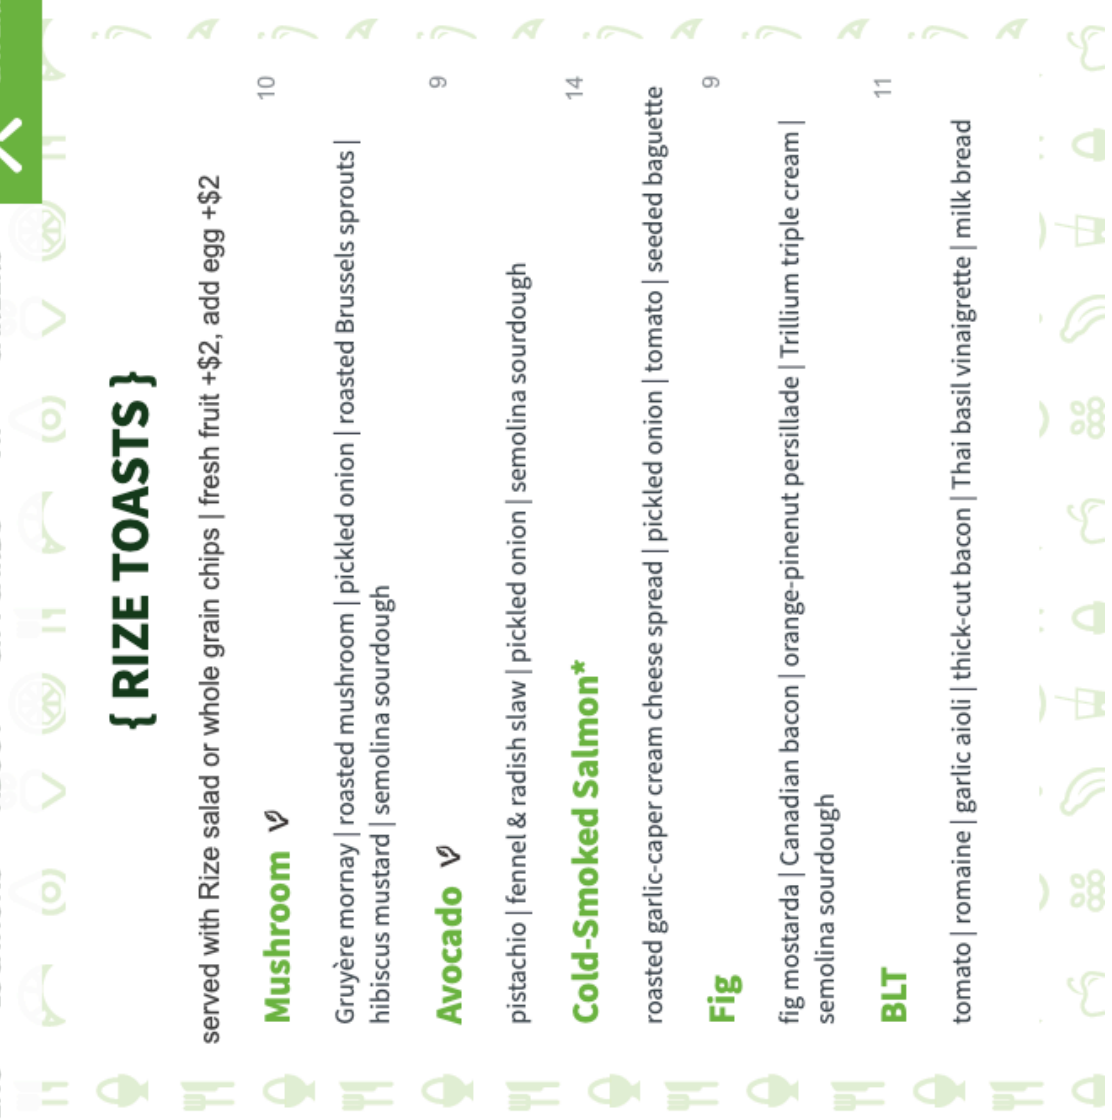 { RIZE TOASTS }
served with Rize salad or whole grain chips | fresh fruit +$2, add egg +$2
Mushroom 10
Gruyère mornay | roasted mushroom | pickled onion | roasted Brussels sprouts |
hibiscus mustard | semolina sourdough
Avocado 9
pistachio | fennel & radish slaw | pickled onion | semolina sourdough
Cold-Smoked Salmon* 14
roasted garlic-caper cream cheese spread | pickled onion | tomato | seeded baguette
Fig 9
fig mostarda | Canadian bacon | orange-pinenut persillade | Trillium triple cream |
semolina sourdough
BLT 11
tomato | romaine | garlic aioli | thick-cut bacon | Thai basil vinaigrette | milk bread